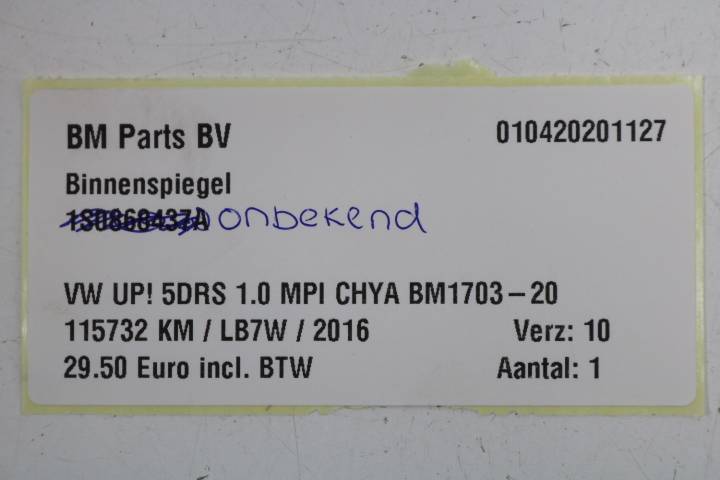 BM Parts BV 010420201127
Binnenspiegel
1S0868437A onbekend
VW UP! 5DRS 1.0 MPI CHYA BM1703-20
115732 KM / LB7W / 2016 Verz: 10
29.50 Euro incl. BTW Aantal: 1